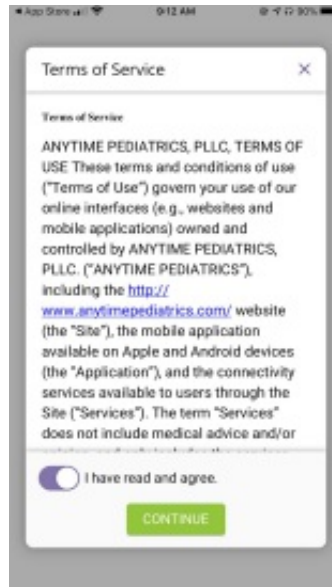 App Store
9:12 AM
90%
Terms of Service
×
Terms of Service
ANYTIME PEDIATRICS, PLLC, TERMS OF
USE These terms and conditions of use
("Terms of Use") govern your use of our
online interfaces (e.g., websites and
mobile applications) owned and
controlled by ANYTIME PEDIATRICS,
PLLC. ("ANYTIME PEDIATRICS"),
including the http://
www.anytimepediatrics.com/ website
(the "Site"), the mobile application
available on Apple and Android devices
(the "Application"), and the connectivity
services available to users through the
Site ("Services"). The term "Services"
does not include medical advice and/or
I have read and agree.
CONTINUE